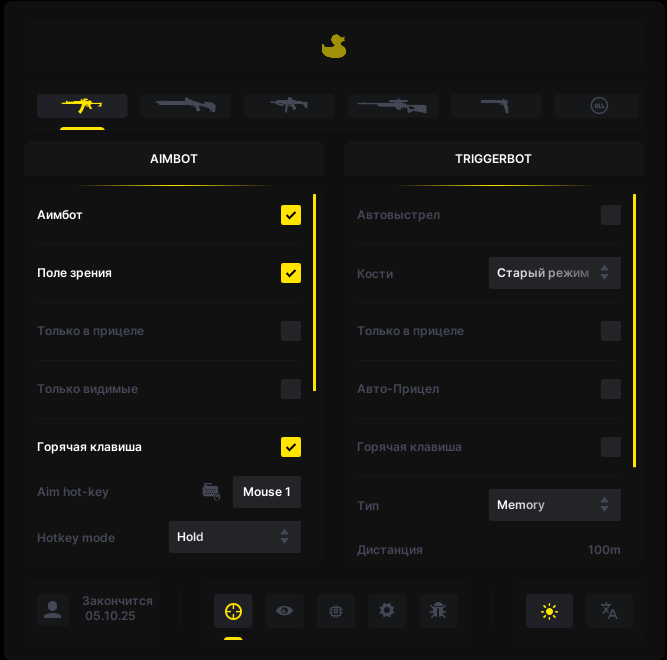 ALL
AIMBOT
TRIGGERBOT
Аимбот
Автовыстрел
Поле зрения
Кости
Старый режим
Только в прицеле
Только в прицеле
Только видимые
Авто-Прицел
Горячая клавиша
Горячая клавиша
Aim hot-key
Mouse 1
Тип
Memory
Hotkey mode
Hold
Дистанция
100m
Закончится
05.10.25